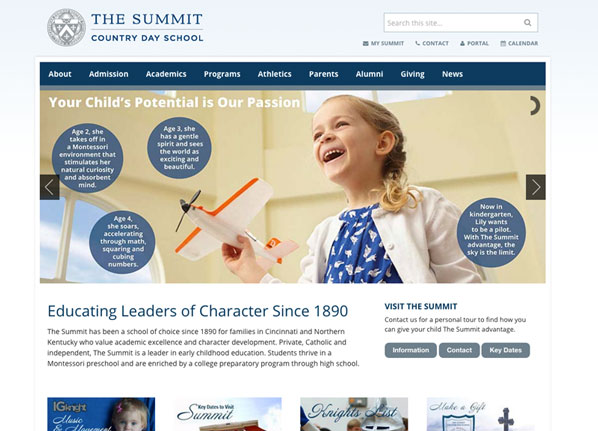 THE SUMMIT
COUNTRY DAY SCHOOL
Search this site...
MY SUMMIT
CONTACT
PORTAL
CALENDAR
About
Admission
Academics
Programs
Athletics
Parents
Alumni
Giving
News
Your Child's Potential is Our Passion
Age 2, she
takes off in
a Montessori
environment that
stimulates her
natural curiosity
and absorbent
mind.
Age 3, she
has a gentle
spirit and sees
the world as
exciting and
beautiful.
Age 4,
she soars,
accelerating
through math,
squaring and
cubing
numbers.
Now in
kindergarten,
Lily wants
to be a pilot.
With The Summit
advantage, the
sky is the limit.
Educating Leaders of Character Since 1890
The Summit has been a school of choice since 1890 for families in Cincinnati and Northern
Kentucky who value academic excellence and character development. Private, Catholic and
independent, The Summit is a leader in early childhood education. Students thrive in a
Montessori preschool and are enriched by a college preparatory program through high school.
VISIT THE SUMMIT
Contact us for a personal tour to find how you
can give your child The Summit advantage.
Information
Contact
Key Dates
IGknight
Music
& Movement
Key Dates to Visit
Summit
Knights List
Make a Gift